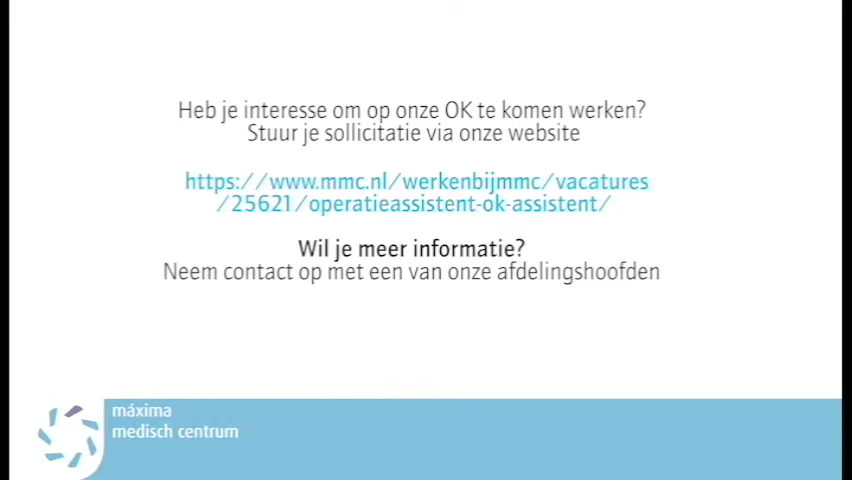 Heb je interesse om op onze OK te komen werken?
Stuur je sollicitatie via onze website
https://www.mmc.nl/werkenbijmmc/vacatures
/25621/operatieassistent-ok-assistent/
Wil je meer informatie?
Neem contact op met een van onze afdelingshoofden
máxima
medisch centrum